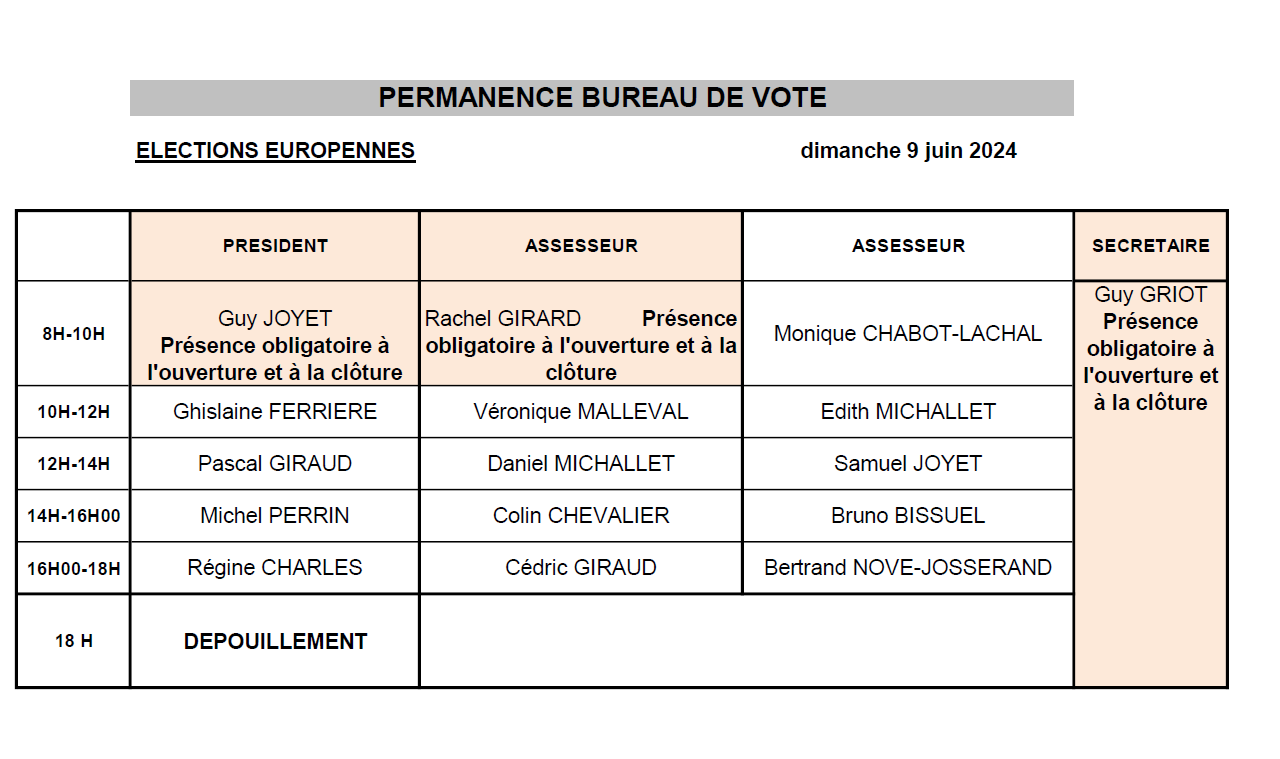 PERMANENCE BUREAU DE VOTE
ELECTIONS EUROPENNES dimanche 9 juin 2024
PRESIDENT ASSESSEUR ASSESSEUR SECRETAIRE
8H-10H
Guy JOYET
Présence obligatoire à
l'ouverture et à la clôture
Rachel GIRARD Présence
obligatoire à l'ouverture et à la
clôture
Monique CHABOT-LACHAL
Guy GRIOT
Présence
obligatoire à
l'ouverture et
à la clôture
10H-12H Ghislaine FERRIERE Véronique MALLEVAL Edith MICHALLET
12H-14H Pascal GIRAUD Daniel MICHALLET Samuel JOYET
14H-16H00 Michel PERRIN Colin CHEVALIER Bruno BISSUEL
16H00-18H Régine CHARLES Cédric GIRAUD Bertrand NOVE-JOSSERAND
18 H DEPOUILLEMENT